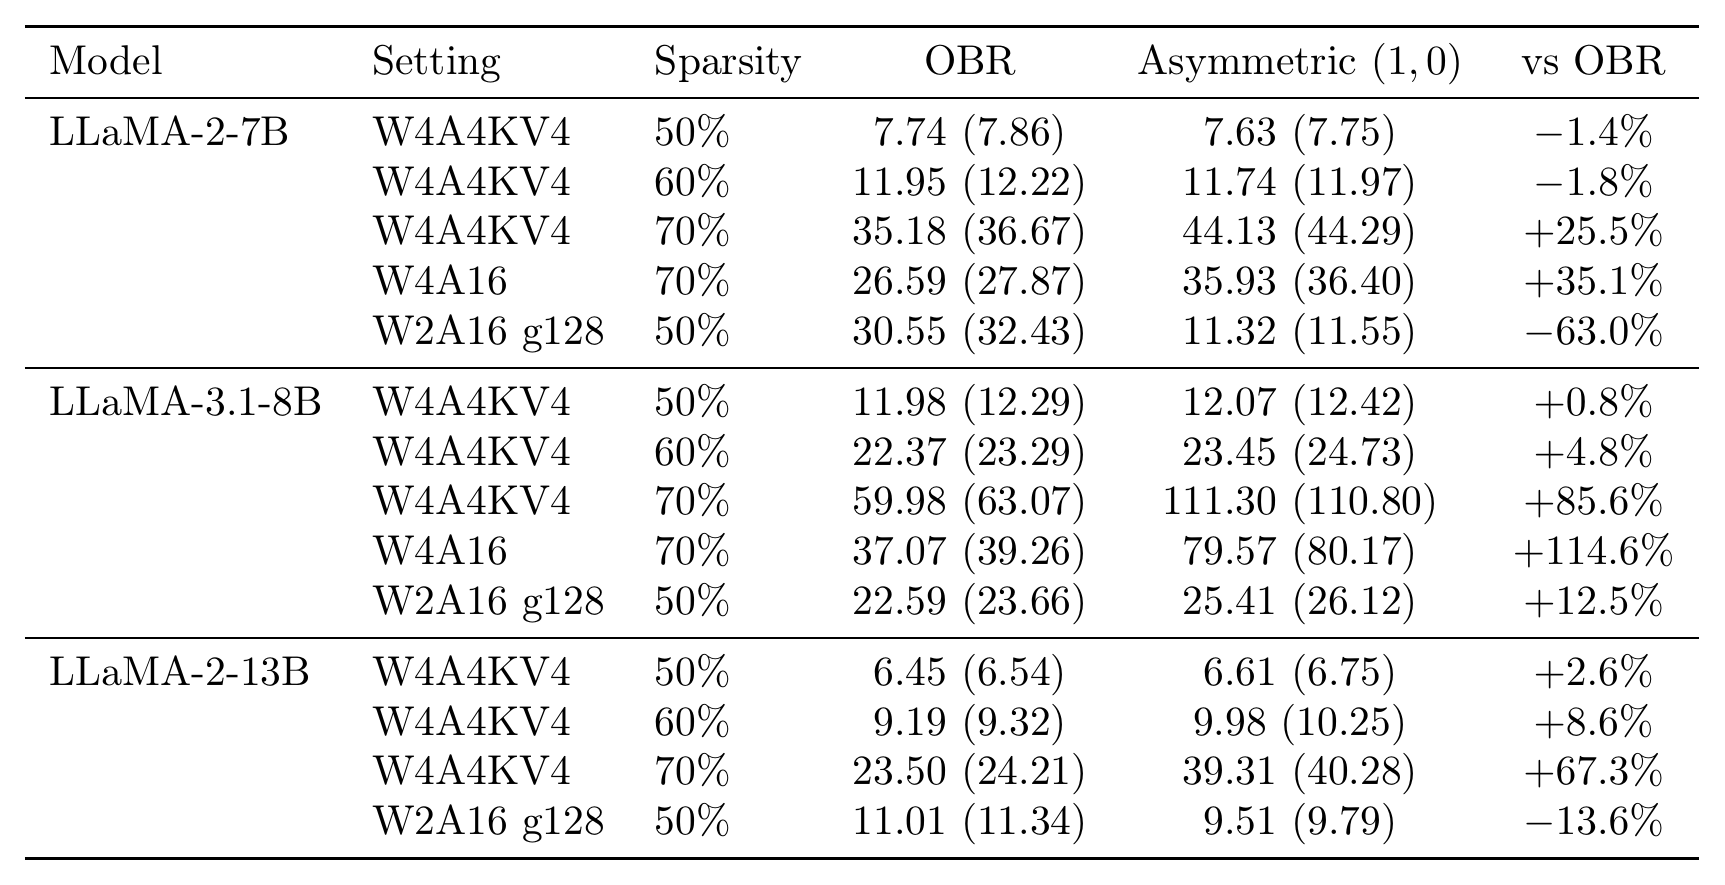 Model Setting Sparsity OBR Asymmetric (1, 0) vs OBR
LLaMA-2-7B W4A4KV4 50% 7.74 (7.86) 7.63 (7.75) −1.4%
W4A4KV4 60% 11.95 (12.22) 11.74 (11.97) −1.8%
W4A4KV4 70% 35.18 (36.67) 44.13 (44.29) +25.5%
W4A16 70% 26.59 (27.87) 35.93 (36.40) +35.1%
W2A16 g128 50% 30.55 (32.43) 11.32 (11.55) −63.0%
LLaMA-3.1-8B W4A4KV4 50% 11.98 (12.29) 12.07 (12.42) +0.8%
W4A4KV4 60% 22.37 (23.29) 23.45 (24.73) +4.8%
W4A4KV4 70% 59.98 (63.07) 111.30 (110.80) +85.6%
W4A16 70% 37.07 (39.26) 79.57 (80.17) +114.6%
W2A16 g128 50% 22.59 (23.66) 25.41 (26.12) +12.5%
LLaMA-2-13B W4A4KV4 50% 6.45 (6.54) 6.61 (6.75) +2.6%
W4A4KV4 60% 9.19 (9.32) 9.98 (10.25) +8.6%
W4A4KV4 70% 23.50 (24.21) 39.31 (40.28) +67.3%
W2A16 g128 50% 11.01 (11.34) 9.51 (9.79) −13.6%